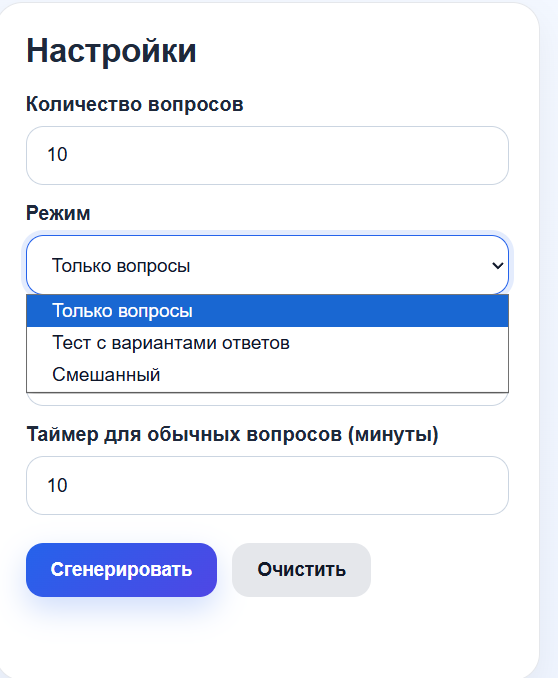 Настройки
Количество вопросов
10
Режим
Только вопросы
Только вопросы
Тест с вариантами ответов
Смешанный
Таймер для обычных вопросов (минуты)
10
Сгенерировать Очистить